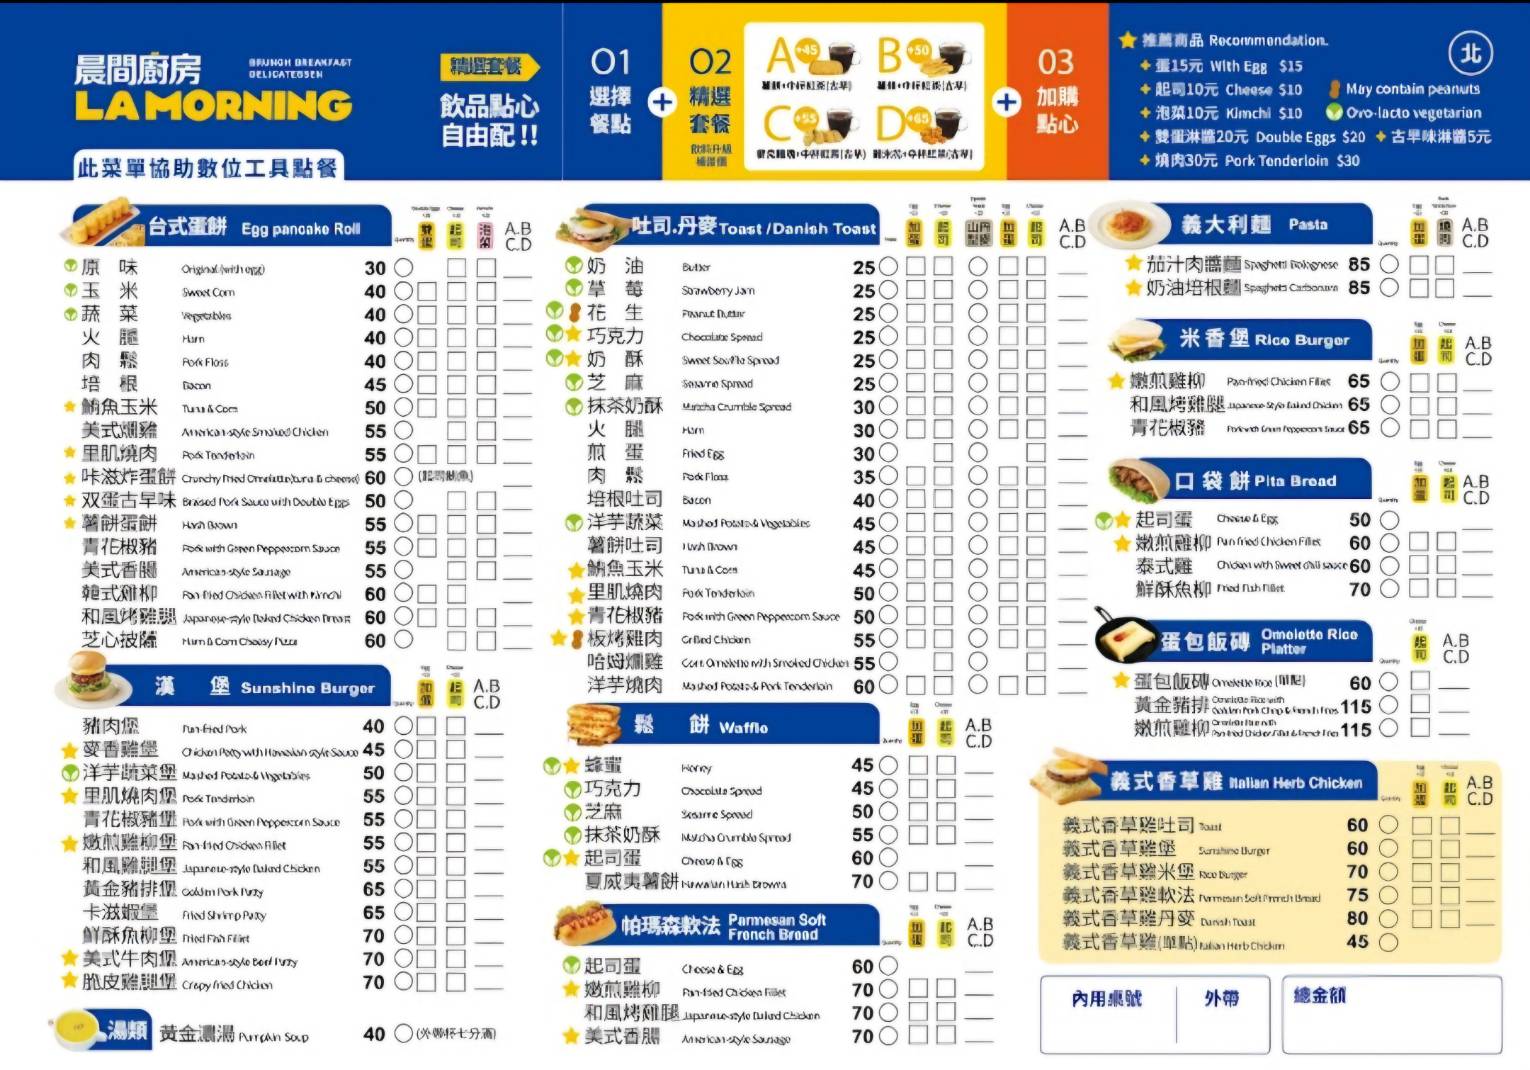 晨間廚房
BRUNCH BREAKFAST
DELICATESSEN
LA MORNING
此菜單協助數位工具點餐
精選套餐
飲品點心
自由配!!
01
選擇
餐點
+
02
精選
套餐
A +45
B +50
C +55
D +65
+
03
加購
點心
推薦商品 Recommendation.
蛋15元 With Egg $15
起司10元 Cheese $10
May contain peanuts
泡菜10元 Kimchi $10
Ovo-lacto vegetarian
雙蛋淋醬20元 Double Eggs $20
古早味淋醬5元
燒肉30元 Pork Tenderloin $30
北
台式蛋餅 Egg pancake Roll
Quantity
雙蛋 起司 泡菜 A.B C.D
原味 Original (with egg) 30
玉米 Sweet Corn 40
蔬菜 Vegetables 40
火腿 Ham 40
肉鬆 Pork Floss 40
培根 Bacon 45
鮪魚玉米 Tuna & Corn 50
美式燻雞 American-style Smoked Chicken 55
里肌燒肉 Pork Tenderloin 55
咔滋炸蛋餅 Crunchy Fried Omelette(tuna & cheese) 60
双蛋古早味 Braised Pork Sauce with Double Eggs 50
薯餅蛋餅 Hash Brown 55
青花椒豬 Pork with Green Peppercorn Sauce 55
美式香腸 American-style Sausage 55
韓式雞柳 Pan-fried Chicken Fillet with Kimchi 60
和風烤雞腿 Japanese-style Baked Chicken Breast 60
芝心披薩 Ham & Corn Cheesy Pizza 60
漢堡 Sunshine Burger
Quantity
加蛋 起司 A.B C.D
豬肉堡 Pan-fried Pork 40
麥香雞堡 Chicken Patty with Hawaiian style Sauce 45
洋芋蔬菜堡 Mashed Potato & Vegetables 50
里肌燒肉堡 Pork Tenderloin 55
青花椒豬堡 Pork with Green Peppercorn Sauce 55
嫩煎雞柳堡 Pan-fried Chicken Fillet 55
和風雞腿堡 Japanese-style Baked Chicken 55
黃金豬排堡 Golden Pork Patty 65
卡滋蝦堡 Fried Shrimp Patty 65
鮮酥魚柳堡 Fried Fish Fillet 70
美式牛肉堡 American-style Beef Patty 70
脆皮雞腿堡 Crispy fried Chicken 70
湯類
黃金濃湯 Pumpkin Soup 40 (外帶杯七分滿)
吐司.丹麥 Toast / Danish Toast
加蛋 起司 加蛋 起司 A.B C.D
奶油 Butter 25
草莓 Strawberry Jam 25
花生 Peanut Butter 25
巧克力 Chocolate Spread 25
奶酥 Sweet Souffle Spread 25
芝麻 Sesame Spread 25
抹茶奶酥 Matcha Crumble Spread 30
火腿 Ham 30
煎蛋 Fried Egg 30
肉鬆 Pork Floss 35
培根吐司 Bacon 40
洋芋蔬菜 Mashed Potato & Vegetables 45
薯餅吐司 Hash Brown 45
鮪魚玉米 Tuna & Corn 45
里肌燒肉 Pork Tenderloin 50
青花椒豬 Pork with Green Peppercorn Sauce 50
板烤雞肉 Grilled Chicken 55
哈姆燻雞 Corn Omelette with Smoked Chicken 55
洋芋燒肉 Mashed Potato & Pork Tenderloin 60
鬆餅 Waffle
加蛋 起司 A.B C.D
蜂蜜 Honey 45
巧克力 Chocolate Spread 45
芝麻 Sesame Spread 50
抹茶奶酥 Matcha Crumble Spread 55
起司蛋 Cheese & Egg 60
夏威夷薯餅 Hawaiian Hash Browns 70
帕瑪森軟法 Parmesan Soft French Bread
Quantity
加蛋 起司 A.B C.D
起司蛋 Cheese & Egg 60
嫩煎雞柳 Pan-fried Chicken Fillet 70
和風烤雞腿 Japanese-style Baked Chicken 70
美式香腸 American-style Sausage 70
義大利麵 Pasta
Quantity
加蛋 燒肉 A.B C.D
茄汁肉醬麵 Spaghetti Bolognese 85
奶油培根麵 Spaghetti Carbonara 85
米香堡 Rice Burger
加蛋 起司 A.B C.D
嫩煎雞柳 Pan-fried Chicken Fillet 65
和風烤雞腿 Japanese-Style Baked Chicken 65
青花椒豬 Pork with Green Peppercorn Sauce 65
口袋餅 Pita Bread
Quantity
加蛋 起司 A.B C.D
起司蛋 Cheese & Egg 50
嫩煎雞柳 Pan fried Chicken Fillet 60
泰式雞 Chicken with Sweet chili sauce 60
鮮酥魚柳 Fried Fish Fillet 70
蛋包飯磚 Omelette Rice Platter
起司 A.B C.D
蛋包飯磚 Omelette Rice (單點) 60
黃金豬排 Omelette Rice with Golden Pork Chop & French Fries 115
嫩煎雞柳 Omelette Rice with Pan-fried Chicken Fillet & French Fries 115
義式香草雞 Italian Herb Chicken
Quantity
加蛋 起司 A.B C.D
義式香草雞吐司 Toast 60
義式香草雞堡 Sunshine Burger 60
義式香草雞米堡 Rice Burger 70
義式香草雞軟法 Parmesan Soft French Bread 75
義式香草雞丹麥 Danish Toast 80
義式香草雞(單點) Italian Herb Chicken 45
內用桌號
外帶
總金額